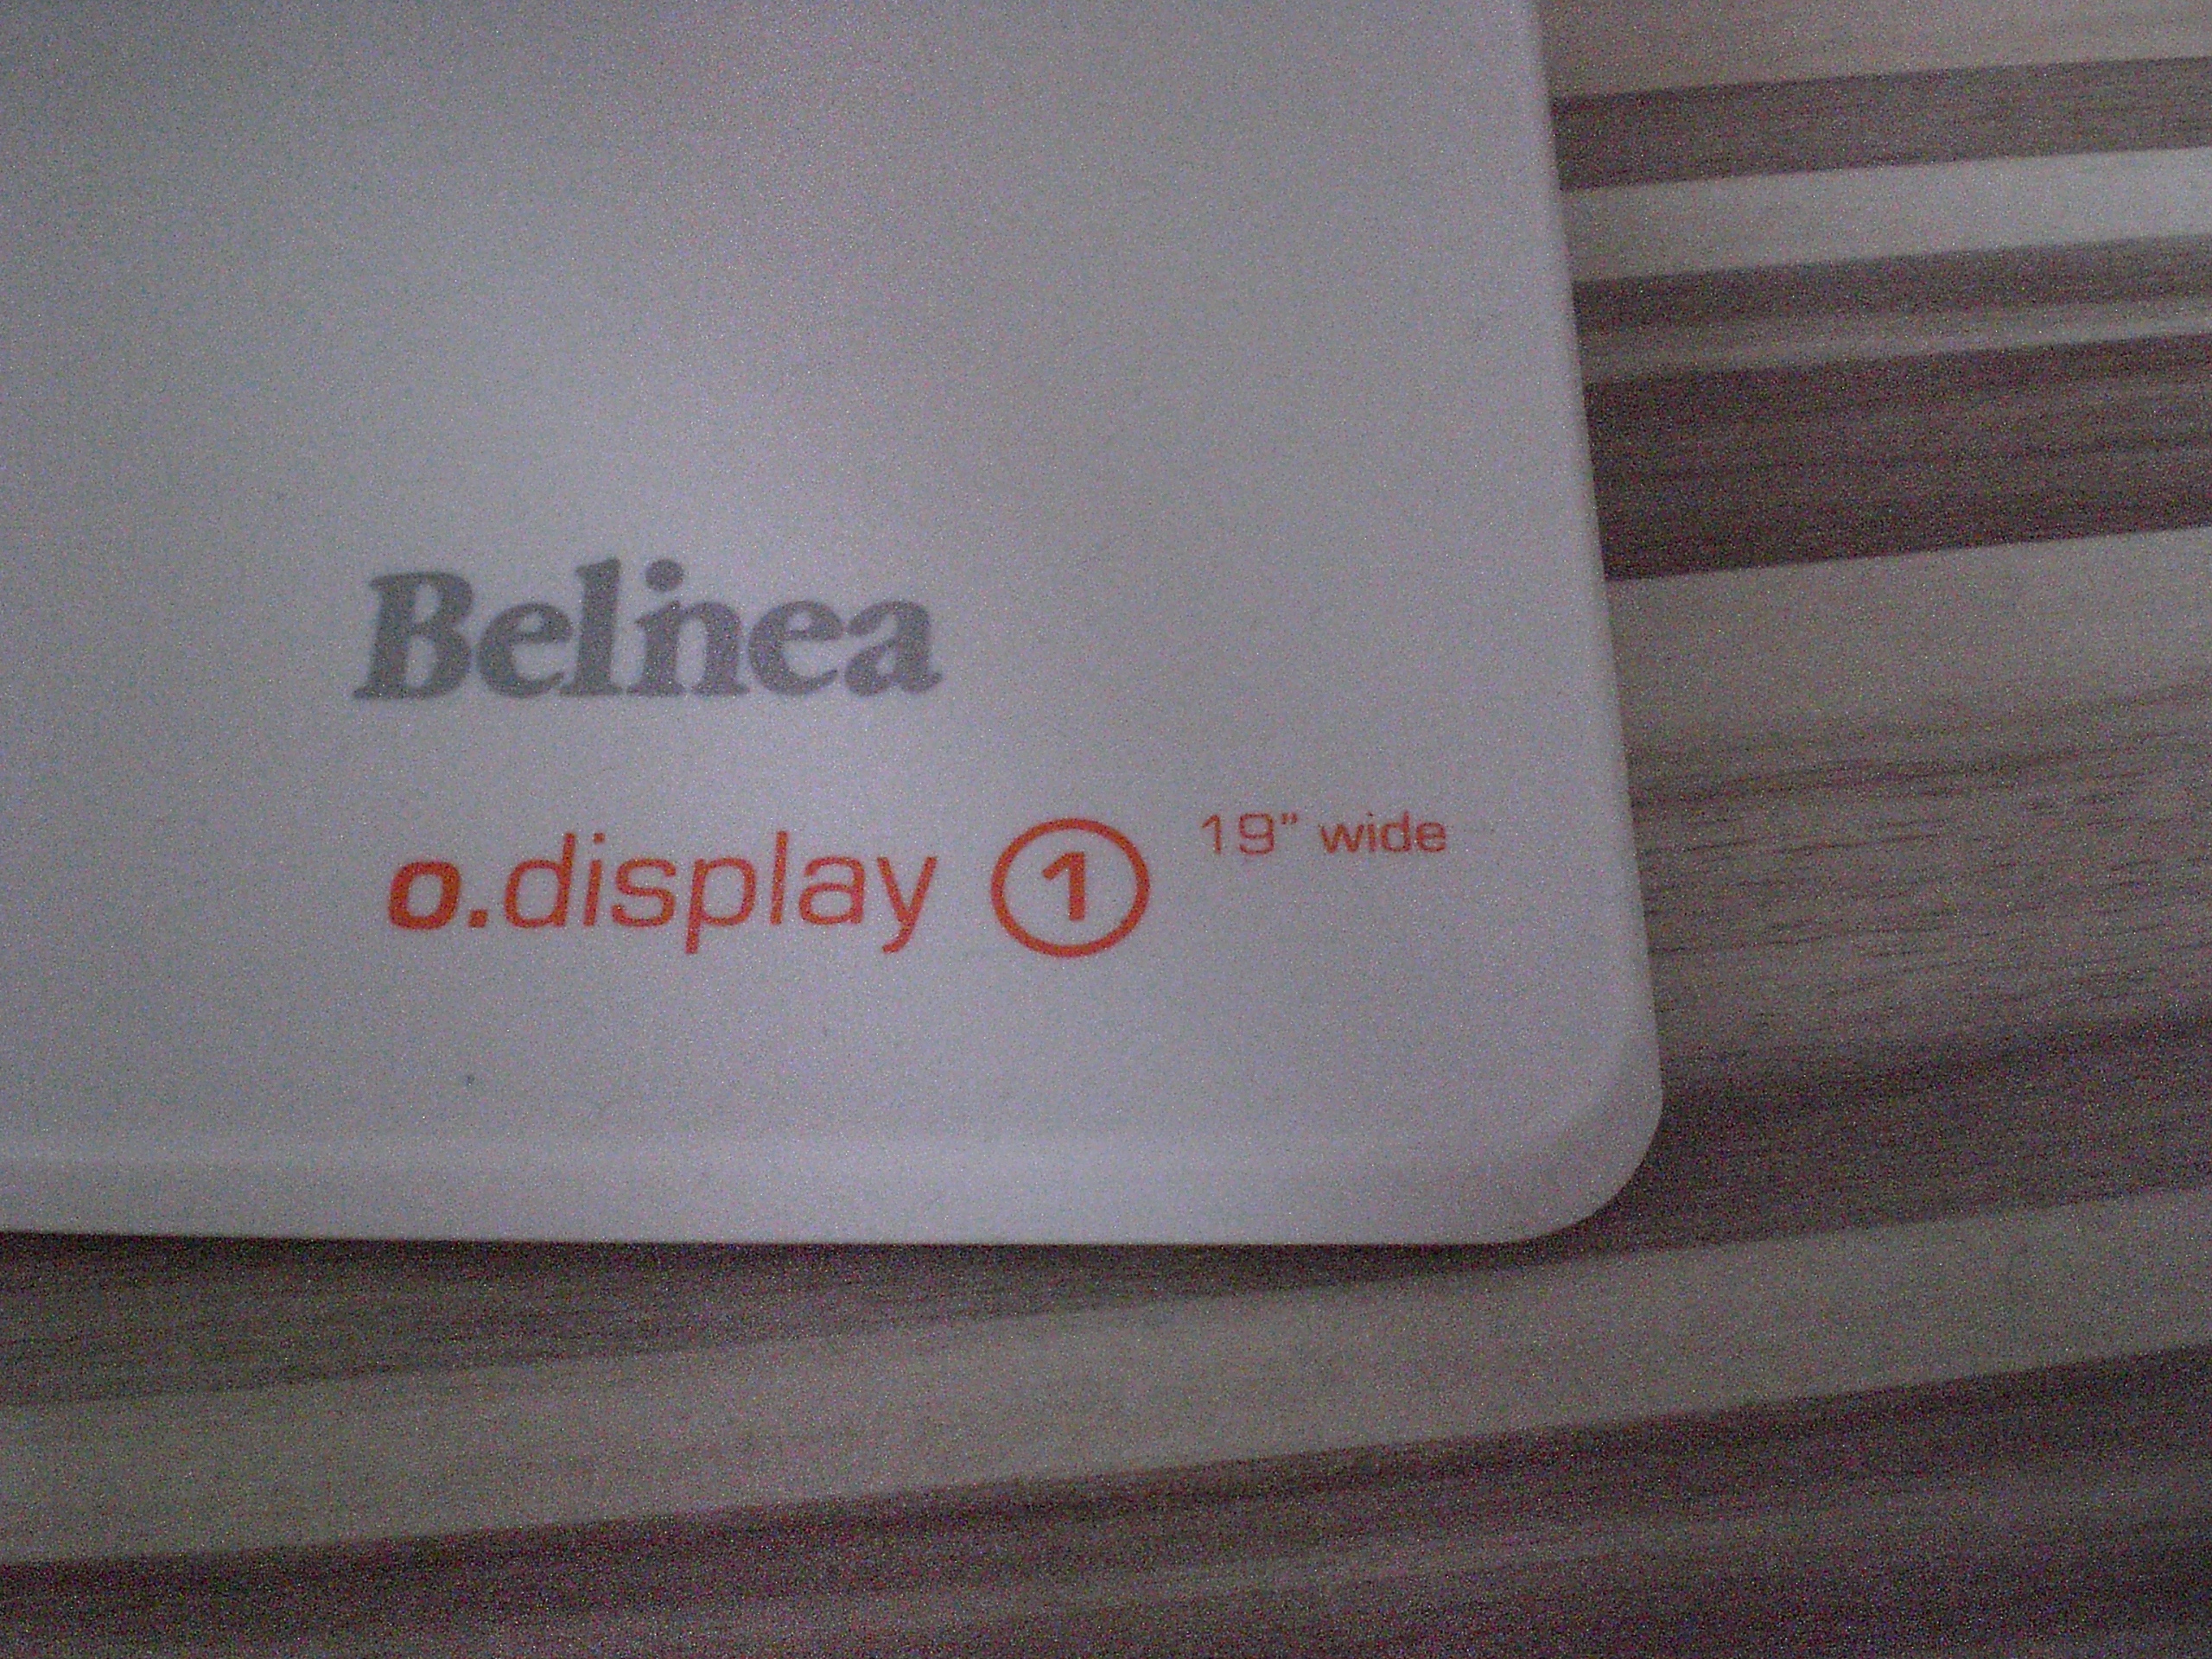 Belinea
o.display 1 19” wide